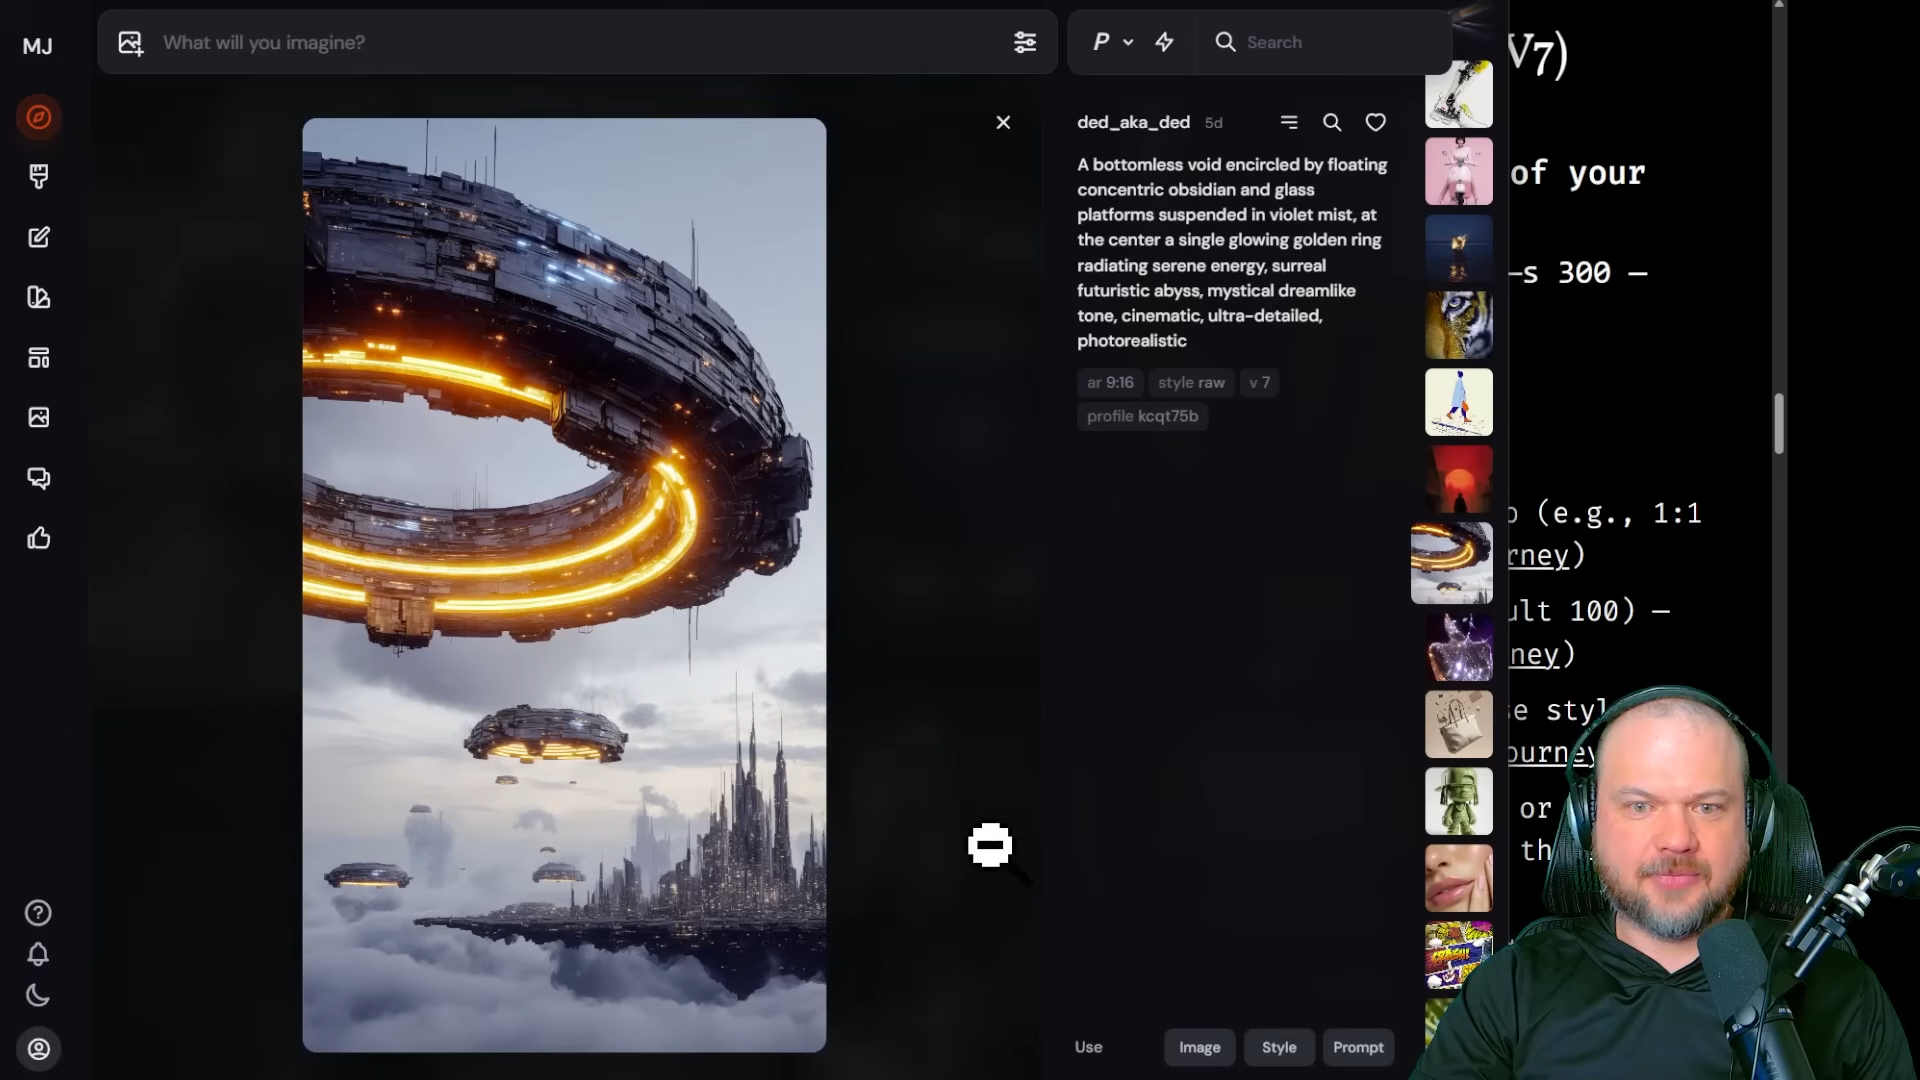 MJ
What will you imagine?
P
Search
V7)
ded_aka_ded 5d
A bottomless void encircled by floating
concentric obsidian and glass
platforms suspended in violet mist, at
the center a single glowing golden ring
radiating serene energy, surreal
futuristic abyss, mystical dreamlike
tone, cinematic, ultra-detailed,
photorealistic
ar 9:16
style raw
v 7
profile kcqt75b
of your
—s 300 —
(e.g., 1:1
rney)
ult 100) —
ney)
se styl
ourney
or
th
CRASH!
Use
Image
Style
Prompt